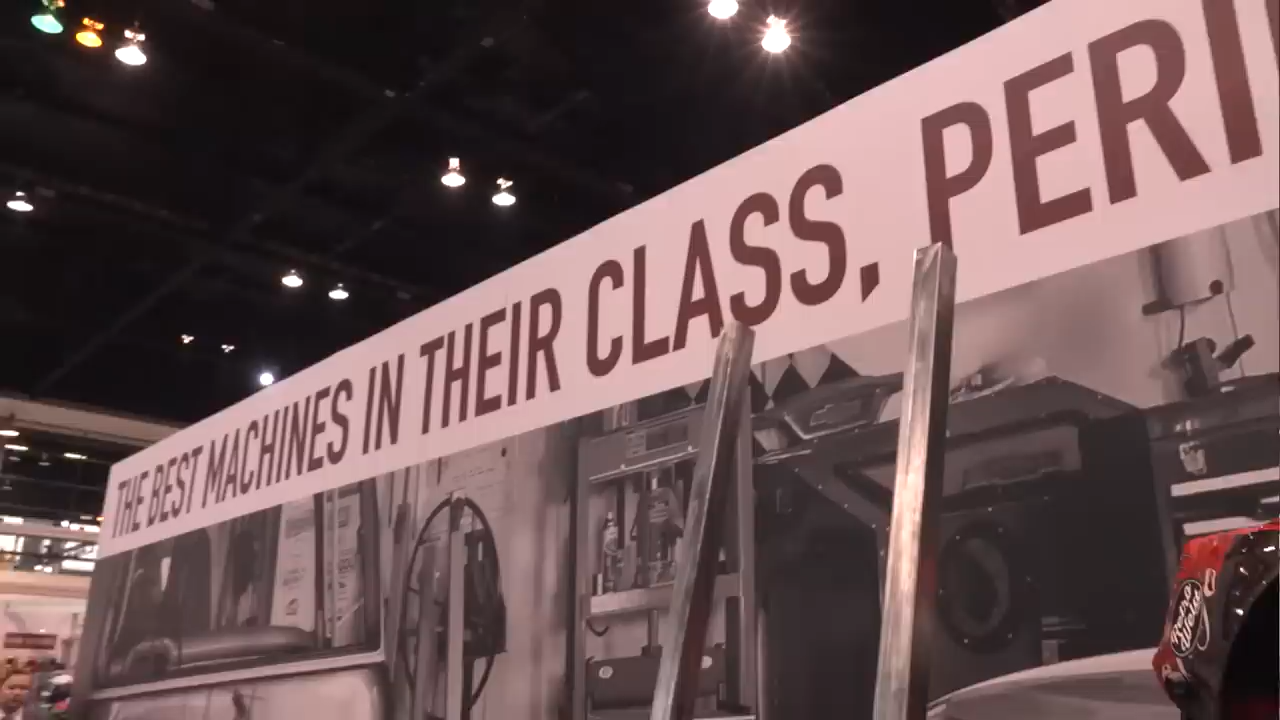 THE BEST MACHINES IN THEIR CLASS, PERI